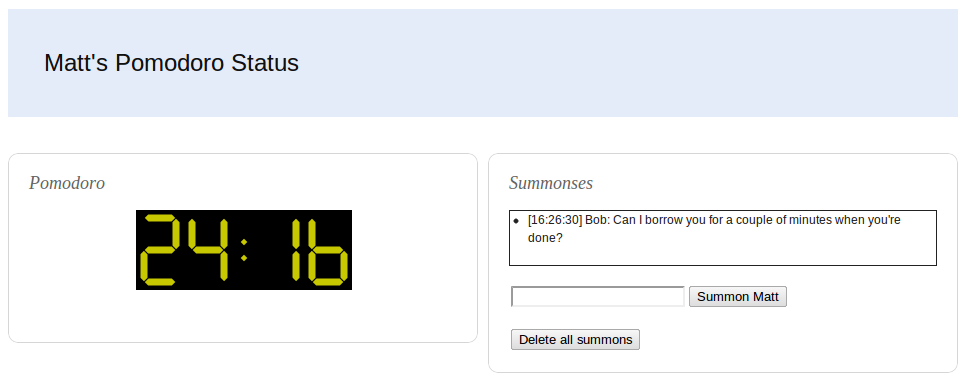 Matt's Pomodoro Status
Pomodoro
24:16
Summonses
[16:26:30] Bob: Can I borrow you for a couple of minutes when you're
done?
Summon Matt
Delete all summons